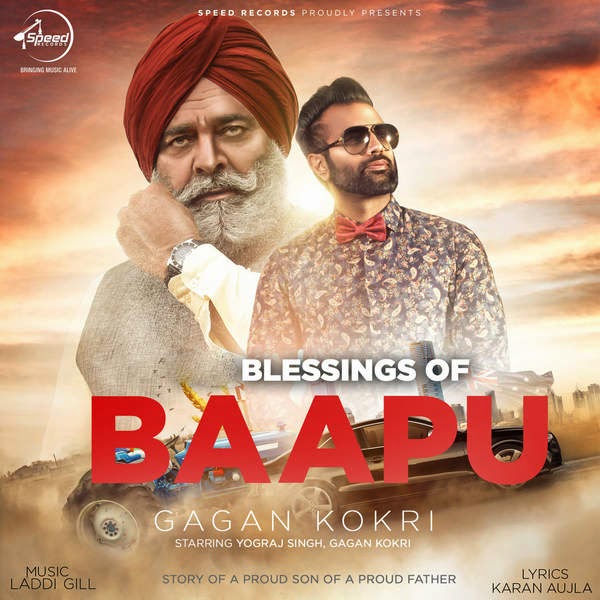 SPEED RECORDS PROUDLY PRESENTS
Speed
RECORDS
BRINGING MUSIC ALIVE
BLESSINGS OF
BAAPU
GAGAN KOKRI
STARRING YOGRAJ SINGH, GAGAN KOKRI
MUSIC
LADDI GILL
STORY OF A PROUD SON OF A PROUD FATHER
LYRICS
KARAN AUJLA